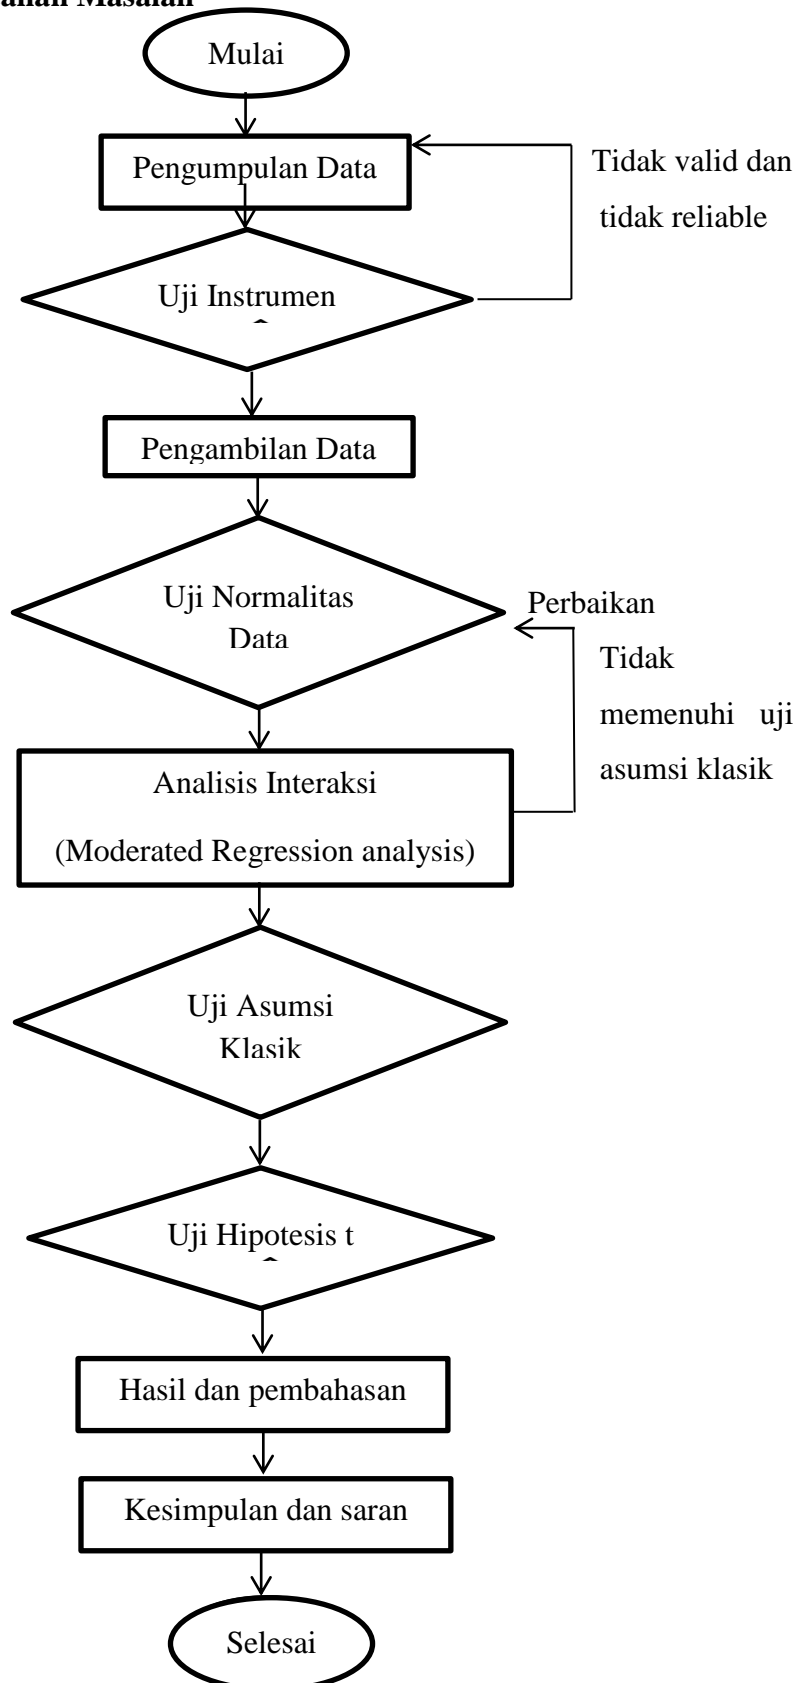 Masalah
Mulai
Pengumpulan Data
Tidak valid dan
tidak reliable
Uji Instrumen
Pengambilan Data
Uji Normalitas
Data
Perbaikan
Tidak
memenuhi uji
asumsi klasik
Analisis Interaksi
(Moderated Regression analysis)
Uji Asumsi
Klasik
Uji Hipotesis t
Hasil dan pembahasan
Kesimpulan dan saran
Selesai